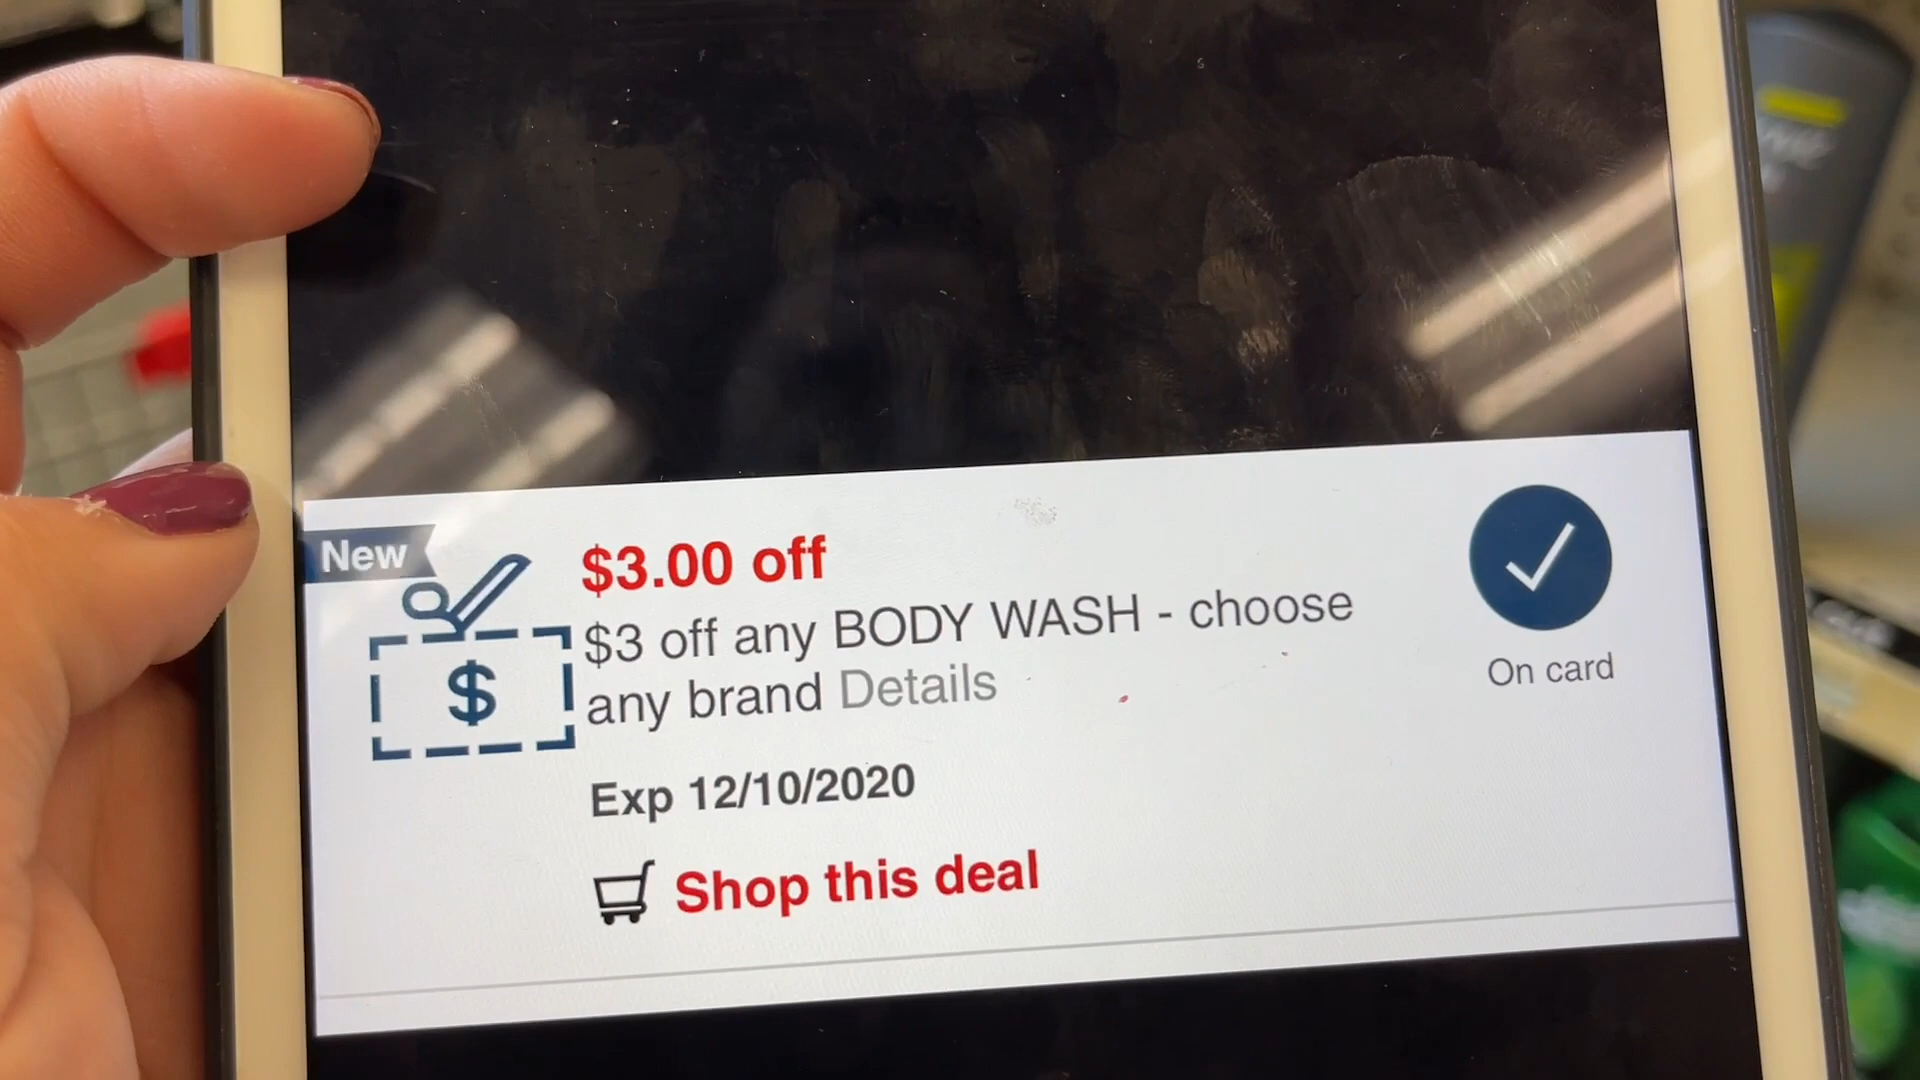 New
$3.00 off
$3 off any BODY WASH - choose
any brand Details
$
On card
Exp 12/10/2020
Shop this deal